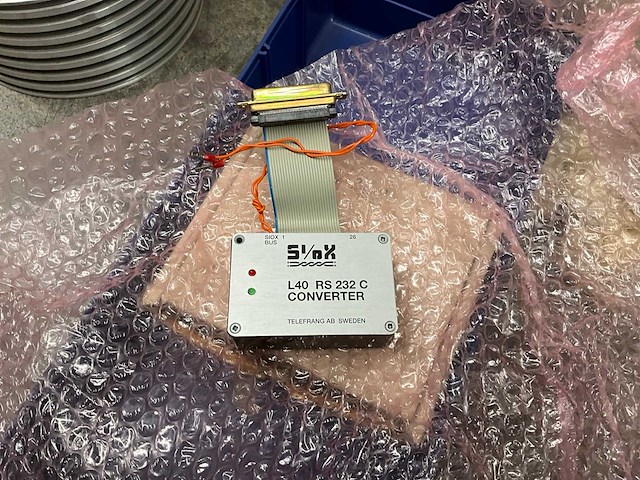 SIOX 1 26
BUS
SIOX
L40 RS 232 C
CONVERTER
TELEFRANG AB SWEDEN